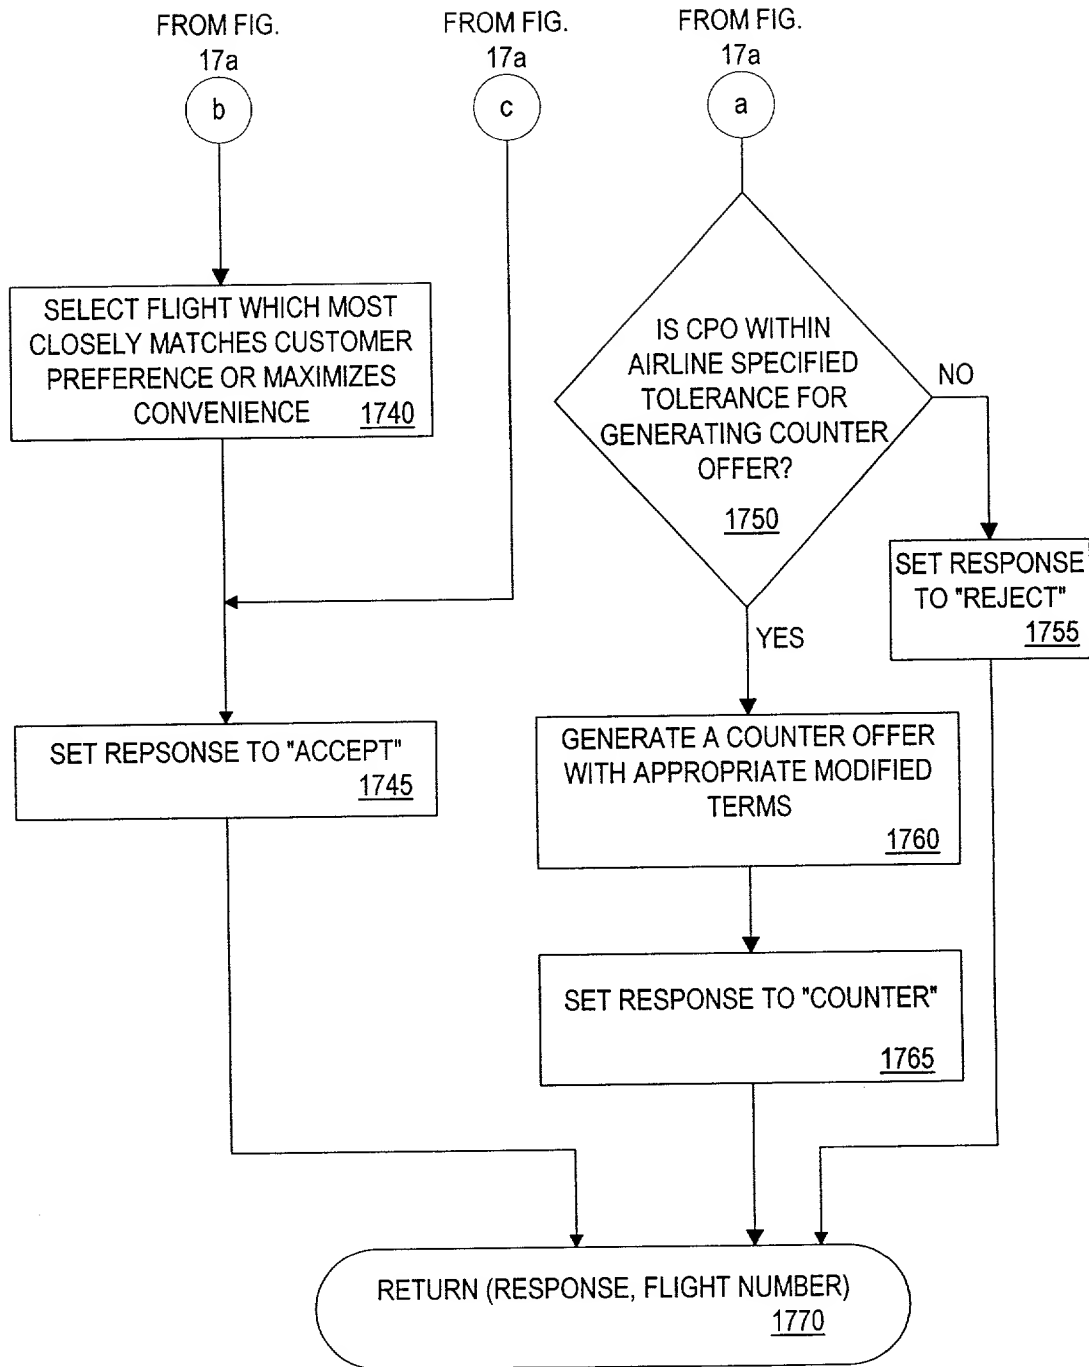 FROM FIG.
17a
b
FROM FIG.
17a
c
FROM FIG.
17a
a
SELECT FLIGHT WHICH MOST
CLOSELY MATCHES CUSTOMER
PREFERENCE OR MAXIMIZES
CONVENIENCE 1740
IS CPO WITHIN
AIRLINE SPECIFIED
TOLERANCE FOR
GENERATING COUNTER
OFFER?
1750
NO
SET RESPONSE
TO "REJECT"
1755
YES
SET REPSONSE TO "ACCEPT"
1745
GENERATE A COUNTER OFFER
WITH APPROPRIATE MODIFIED
TERMS
1760
SET RESPONSE TO "COUNTER"
1765
RETURN (RESPONSE, FLIGHT NUMBER)
1770